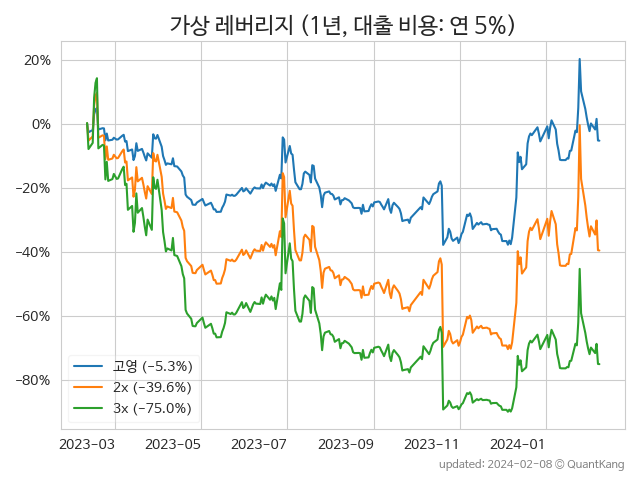 가상 레버리지 (1년, 대출 비용: 연 5%)
20%
0%
−20%
−40%
−60%
−80%
고영 (−5.3%)
2x (−39.6%)
3x (−75.0%)
2023-03 2023-05 2023-07 2023-09 2023-11 2024-01
updated: 2024-02-08 © QuantKang